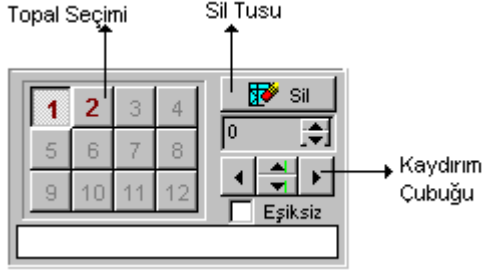 Topal Seçimi
Sil Tusu
1 2 3 4
Sil
0
5 6 7 8
9 10 11 12
Kaydırım
Çubuğu
Eşiksiz